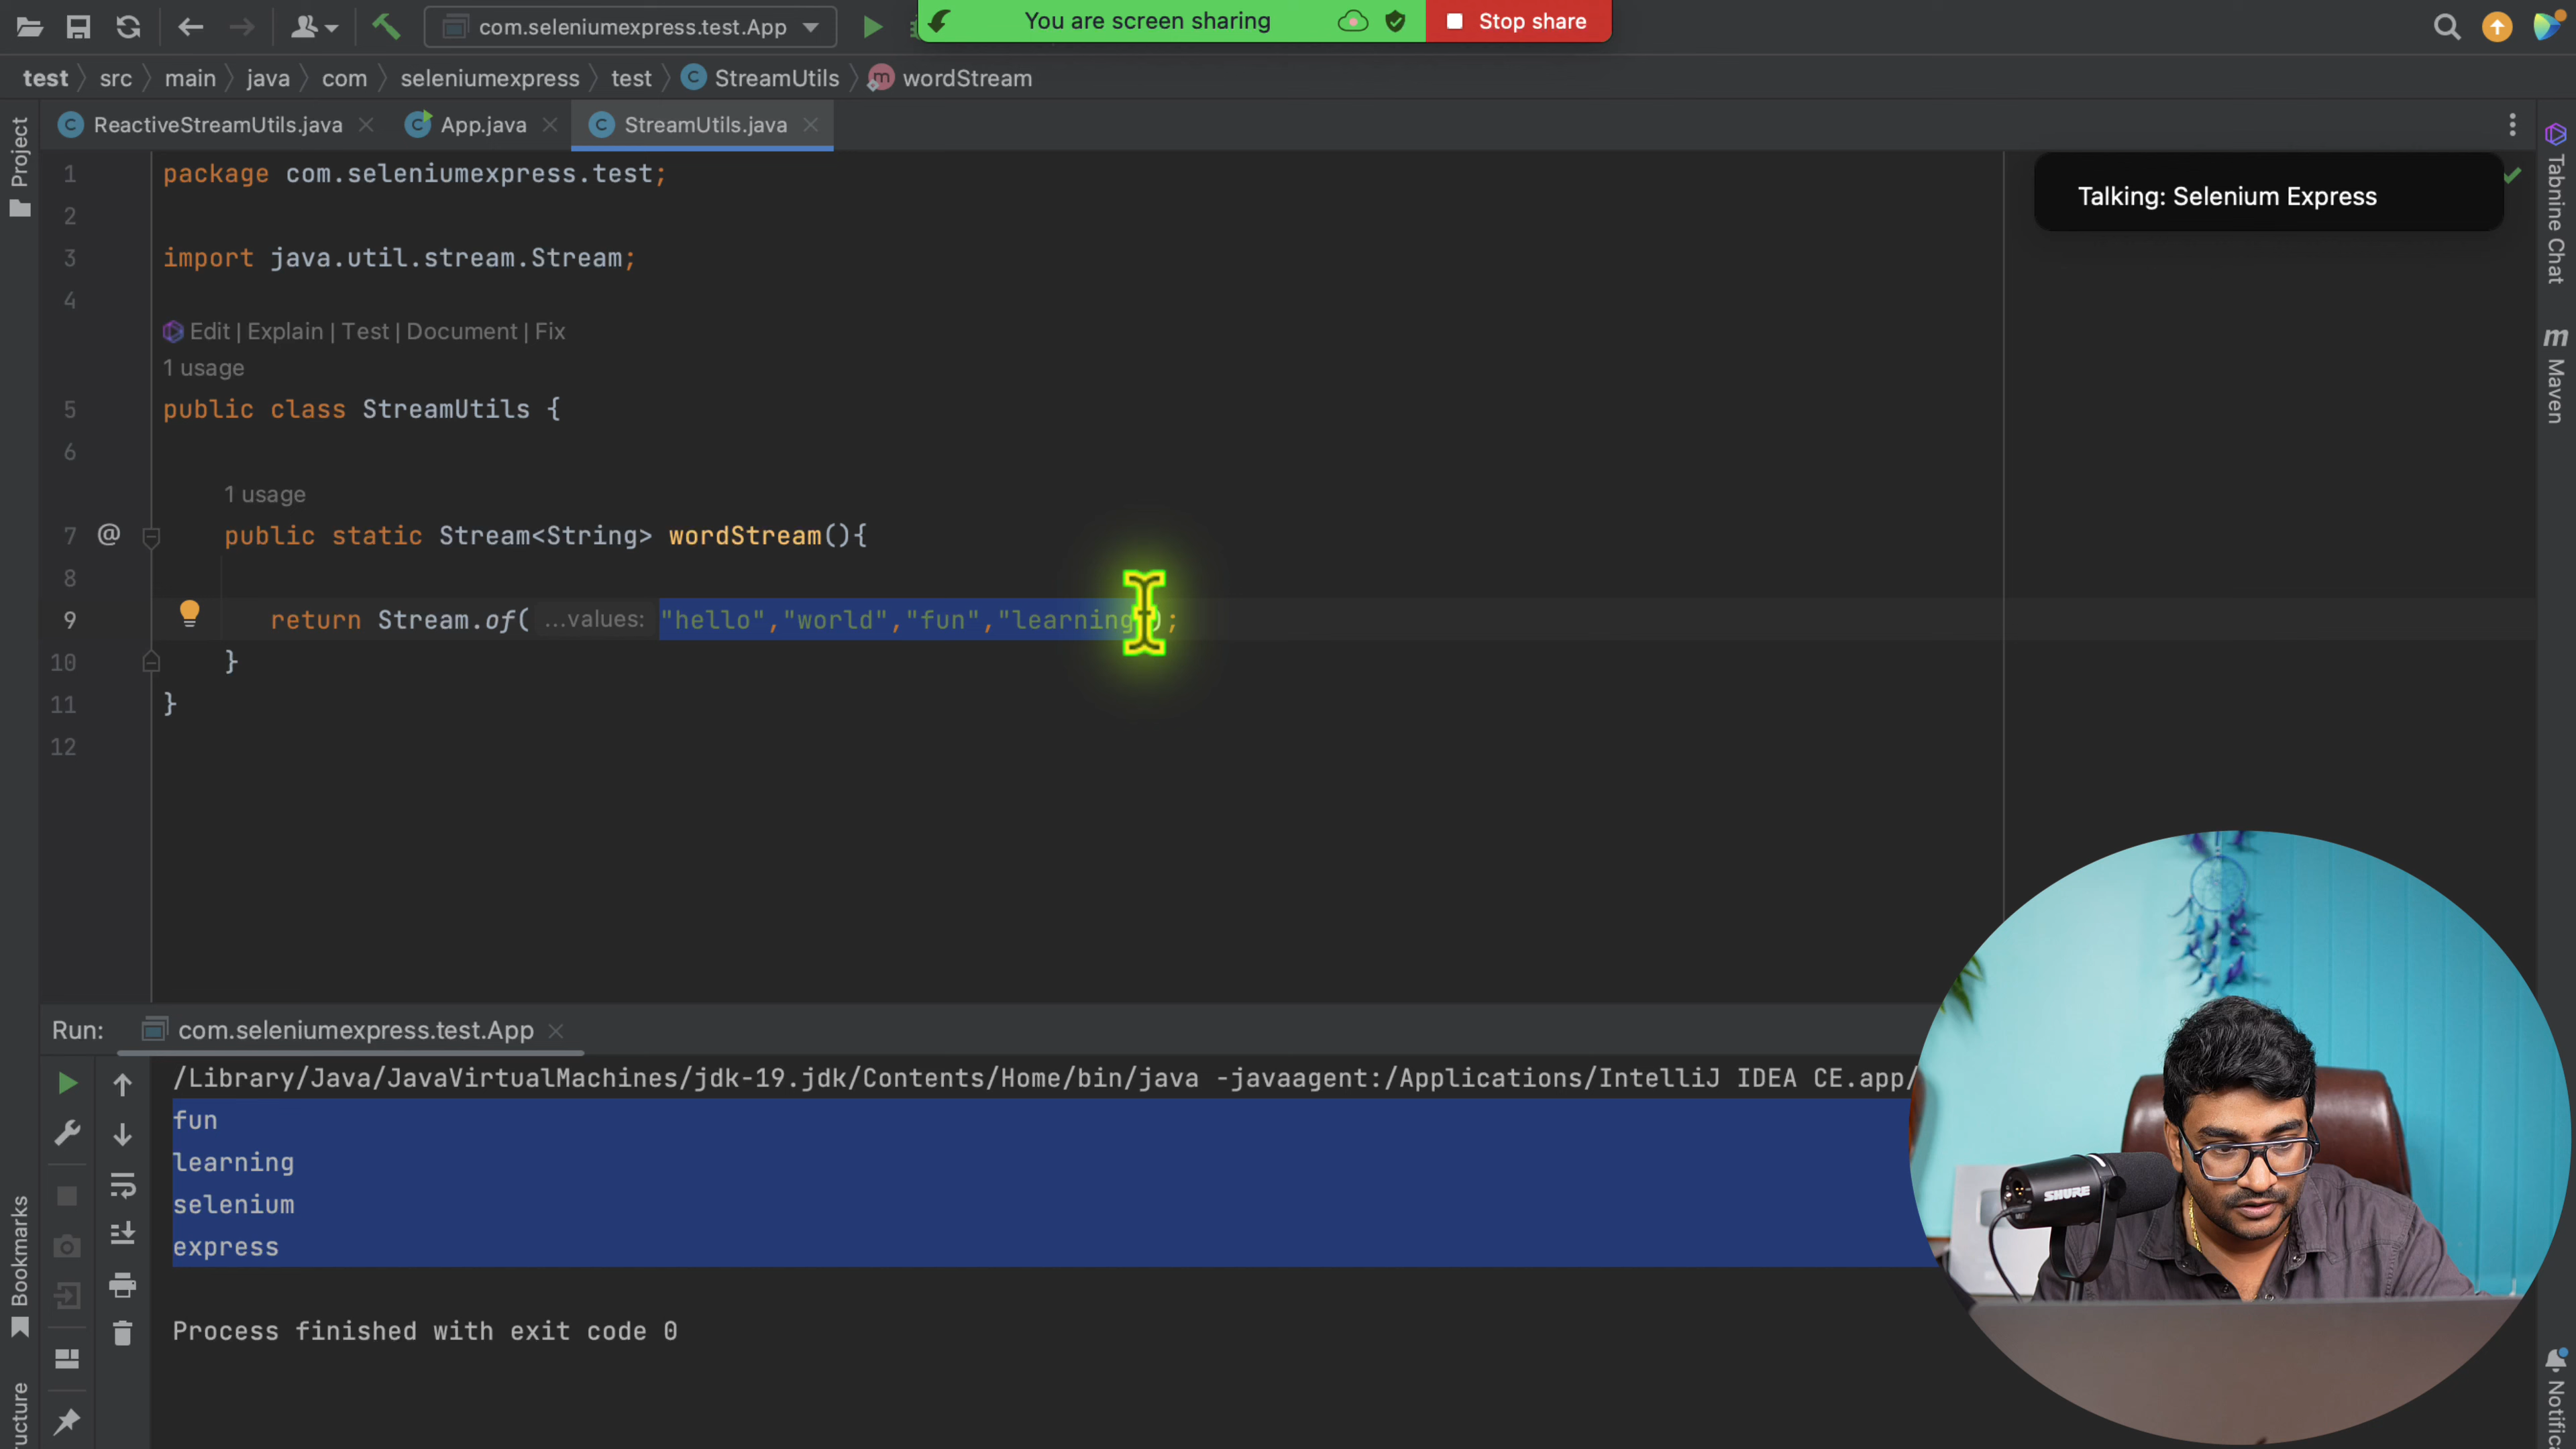 com.seleniumexpress.test.App
You are screen sharing
Stop share
test src main java com seleniumexpress test StreamUtils wordStream
ReactiveStreamUtils.java
App.java
StreamUtils.java
Project
1 package com.seleniumexpress.test;
2
3 import java.util.stream.Stream;
4
Edit | Explain | Test | Document | Fix
1 usage
5 public class StreamUtils {
6
1 usage
7 @ public static Stream<String> wordStream(){
8
9 return Stream.of( ...values: "hello","world","fun","learning");
10 }
11 }
12
Talking: Selenium Express
Tabnine Chat
m Maven
Run: com.seleniumexpress.test.App
/Library/Java/JavaVirtualMachines/jdk-19.jdk/Contents/Home/bin/java -javaagent:/Applications/IntelliJ IDEA CE.app/
fun
learning
selenium
express
Process finished with exit code 0
Bookmarks
ucture
Notific
SHURE